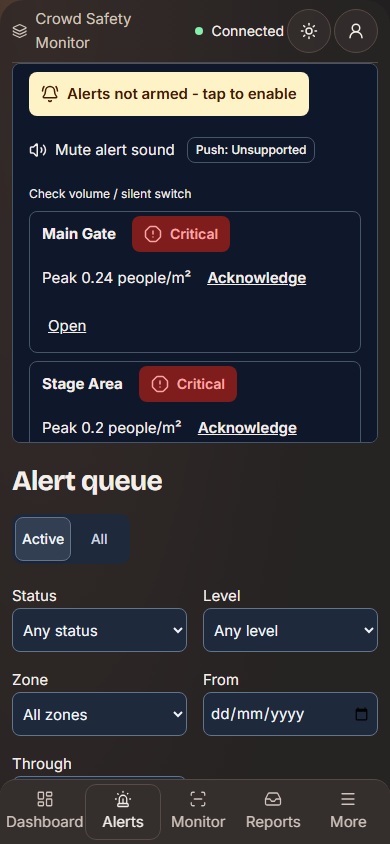 Crowd Safety
Monitor
Connected
Alerts not armed - tap to enable
Mute alert sound
Push: Unsupported
Check volume / silent switch
Main Gate
Critical
Peak 0.24 people/m² Acknowledge
Open
Stage Area
Critical
Peak 0.2 people/m² Acknowledge
Alert queue
Active All
Status Level
Any status Any level
Zone From
All zones dd/mm/yyyy
Through
Dashboard Alerts Monitor Reports More